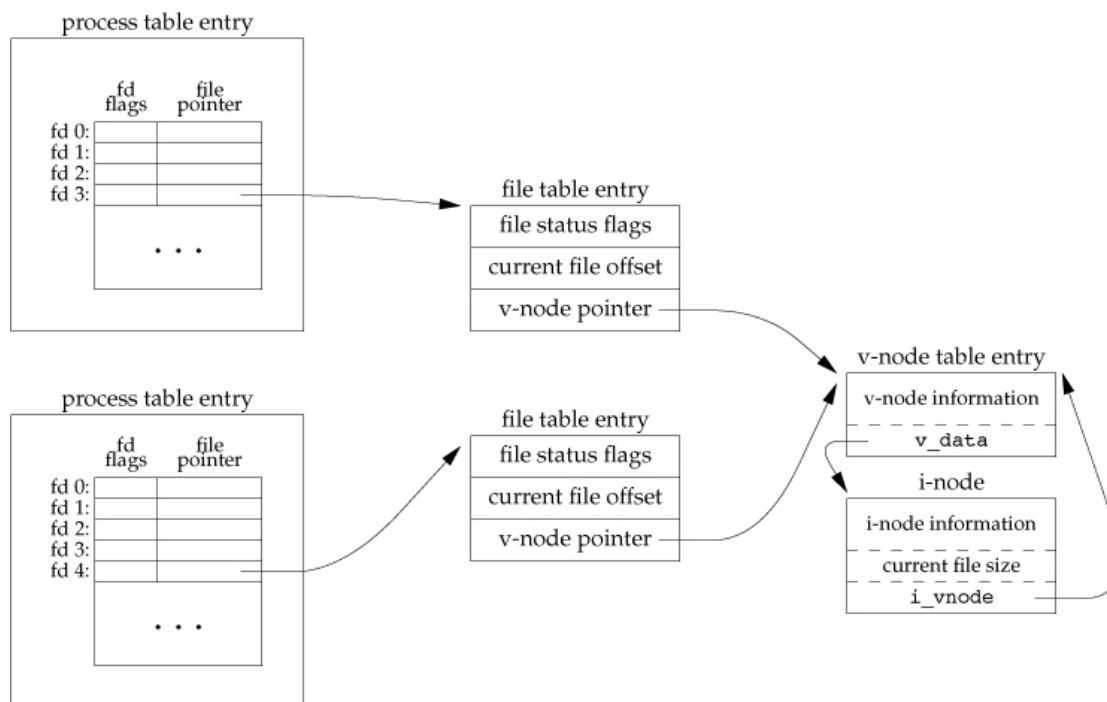 process table entry
fd
flags
file
pointer
fd 0:
fd 1:
fd 2:
fd 3:
. . .
file table entry
file status flags
current file offset
v-node pointer
process table entry
fd
flags
file
pointer
fd 0:
fd 1:
fd 2:
fd 3:
fd 4:
. . .
file table entry
file status flags
current file offset
v-node pointer
v-node table entry
v-node information
v_data
i-node
i-node information
current file size
i_vnode